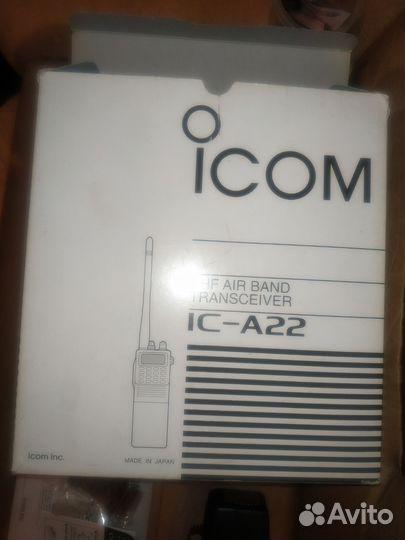 ICOM
HF AIR BAND
TRANSCEIVER
IC-A22
Icom Inc.
MADE IN JAPAN
Avito